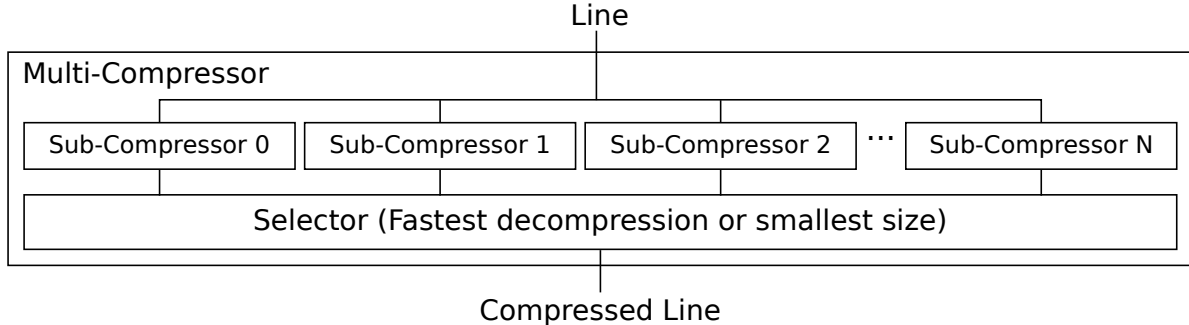 Line
Multi-Compressor
Sub-Compressor 0
Sub-Compressor 1
Sub-Compressor 2
...
Sub-Compressor N
Selector (Fastest decompression or smallest size)
Compressed Line